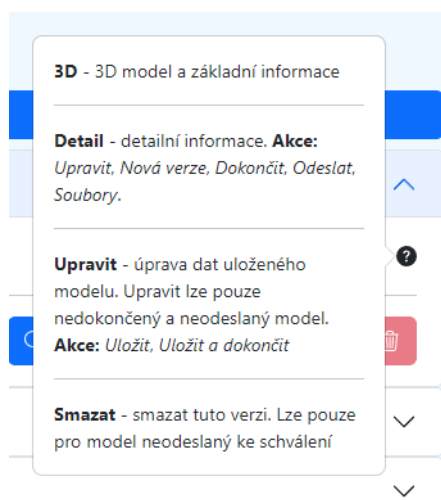 3D - 3D model a základní informace
Detail - detailní informace. Akce:
Upravit, Nová verze, Dokončit, Odeslat,
Soubory.
Upravit - úprava dat uloženého
modelu. Upravit lze pouze
nedokončený a neodeslaný model.
Akce: Uložit, Uložit a dokončit
Smazat - smazat tuto verzi. Lze pouze
pro model neodeslaný ke schválení